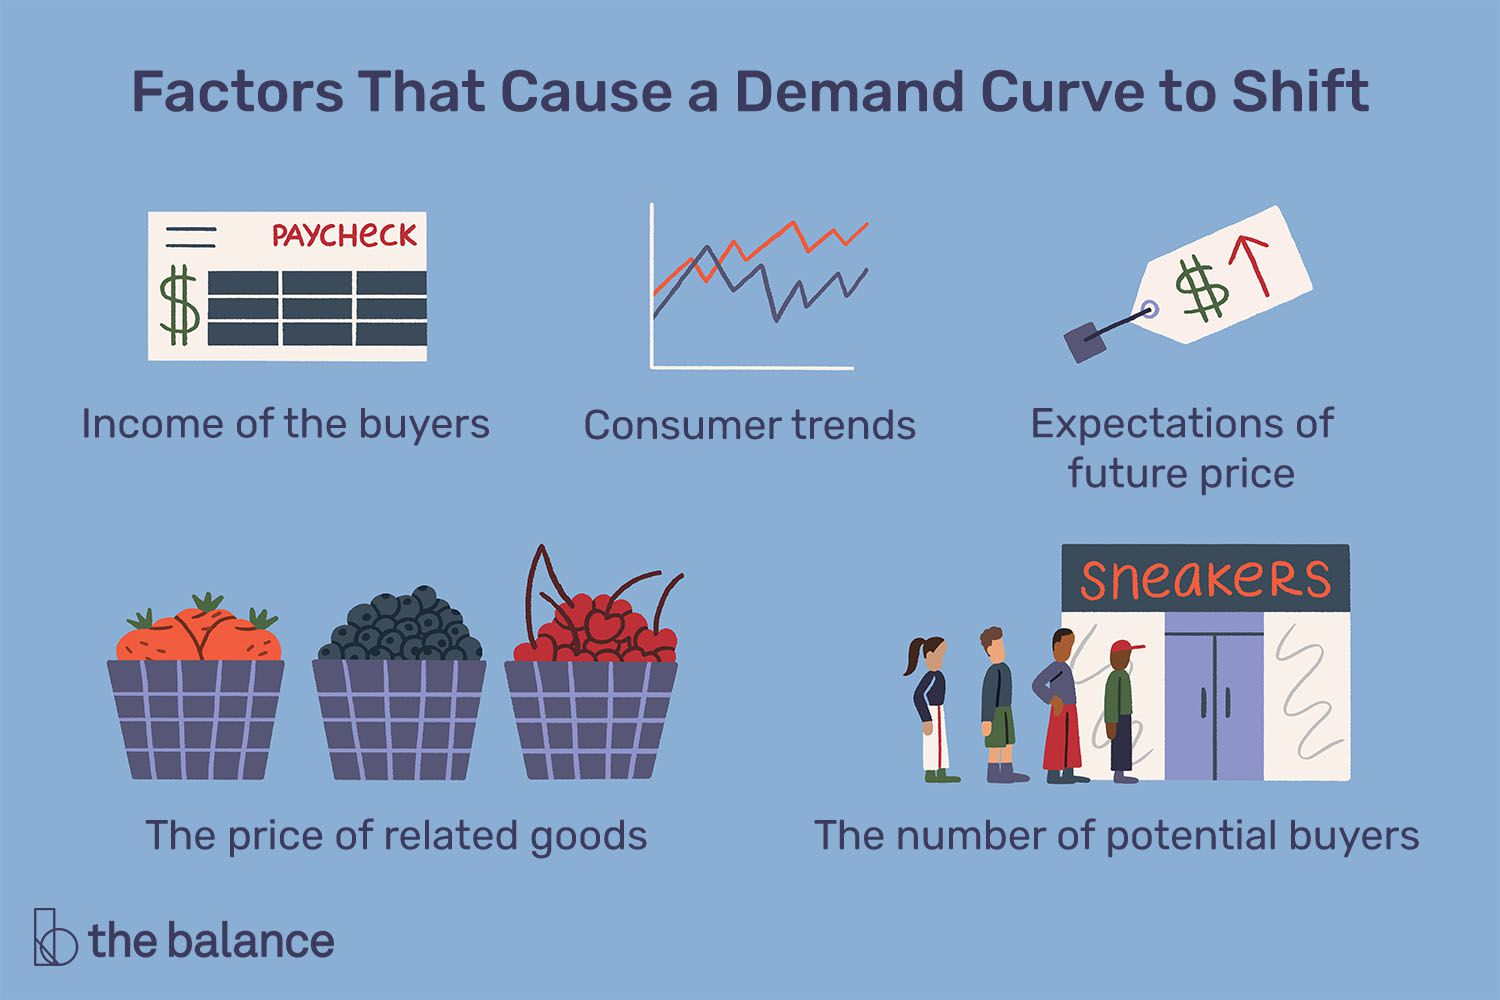 Factors That Cause a Demand Curve to Shift
PAYCHECK
$
$
Income of the buyers
Consumer trends
Expectations of
future price
SNEAKERS
The price of related goods
The number of potential buyers
b the balance